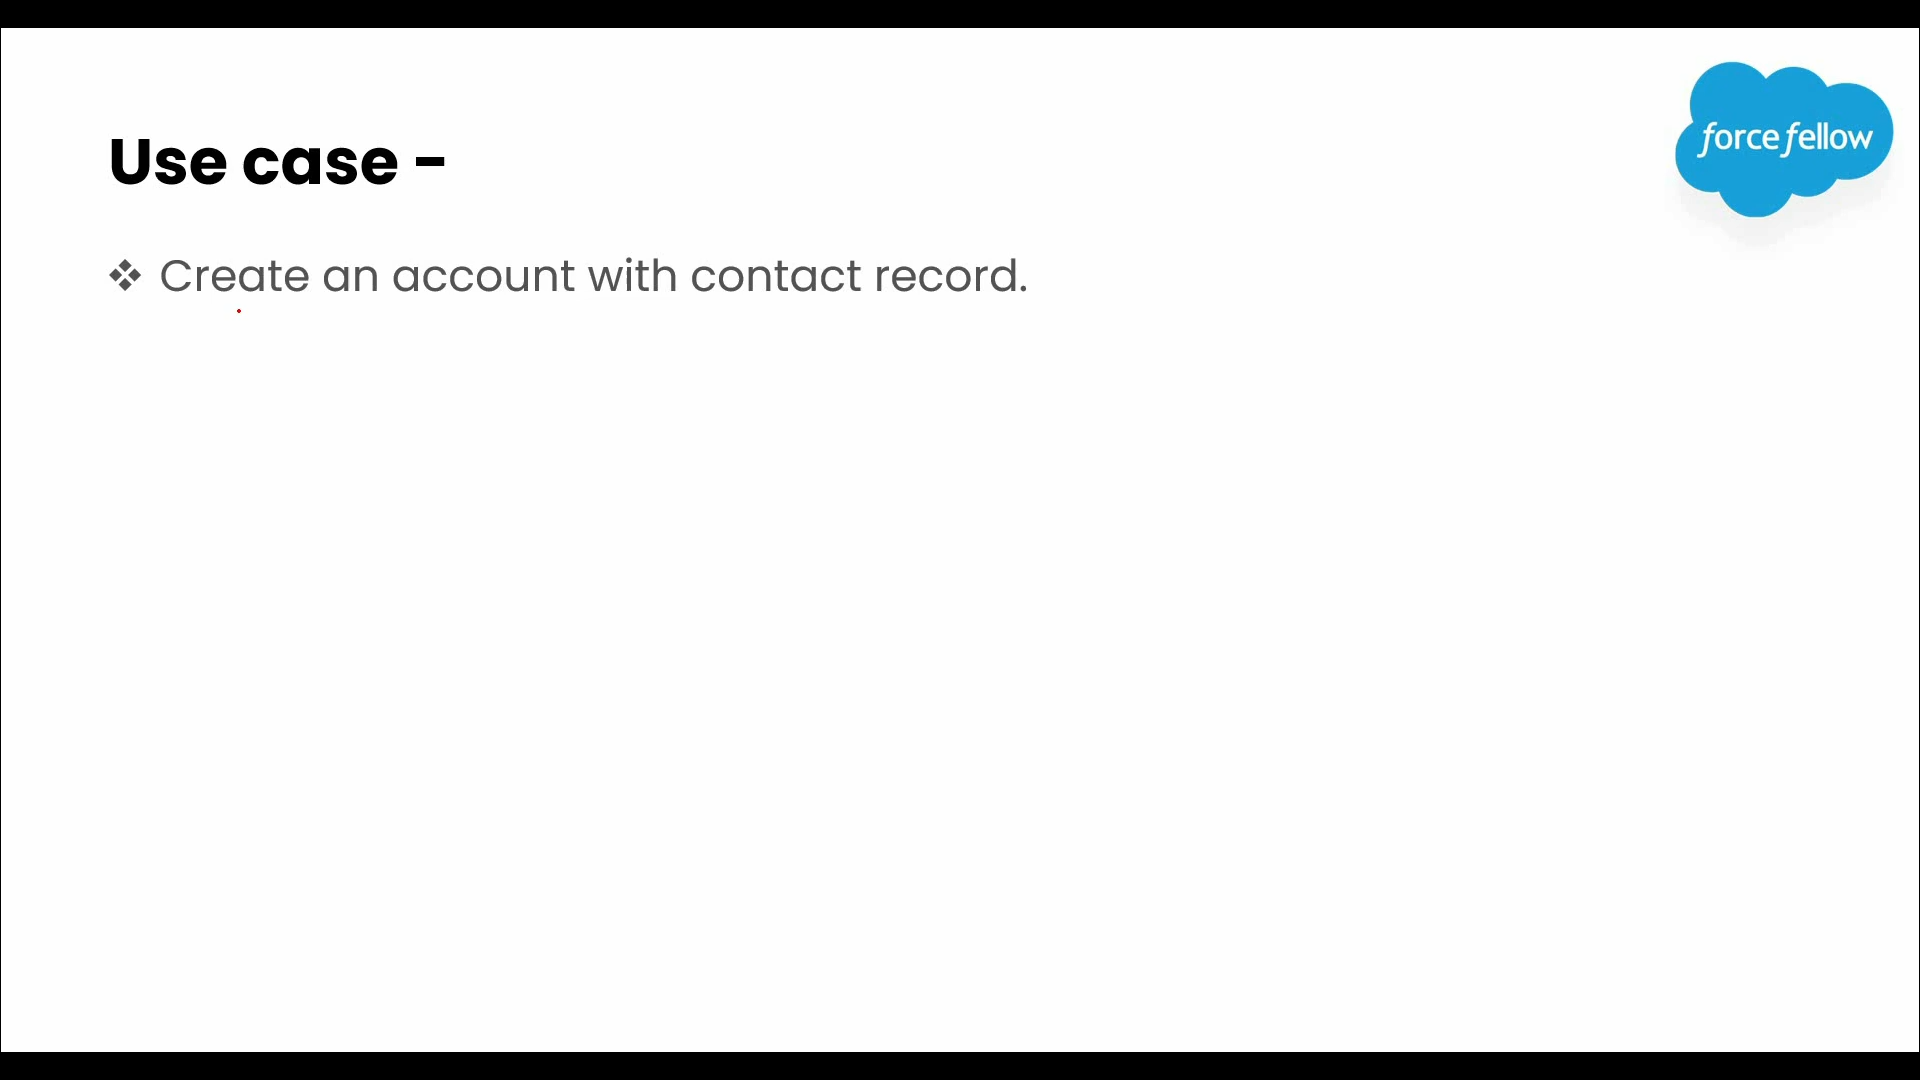 force fellow
Use case -
❖ Create an account with contact record.